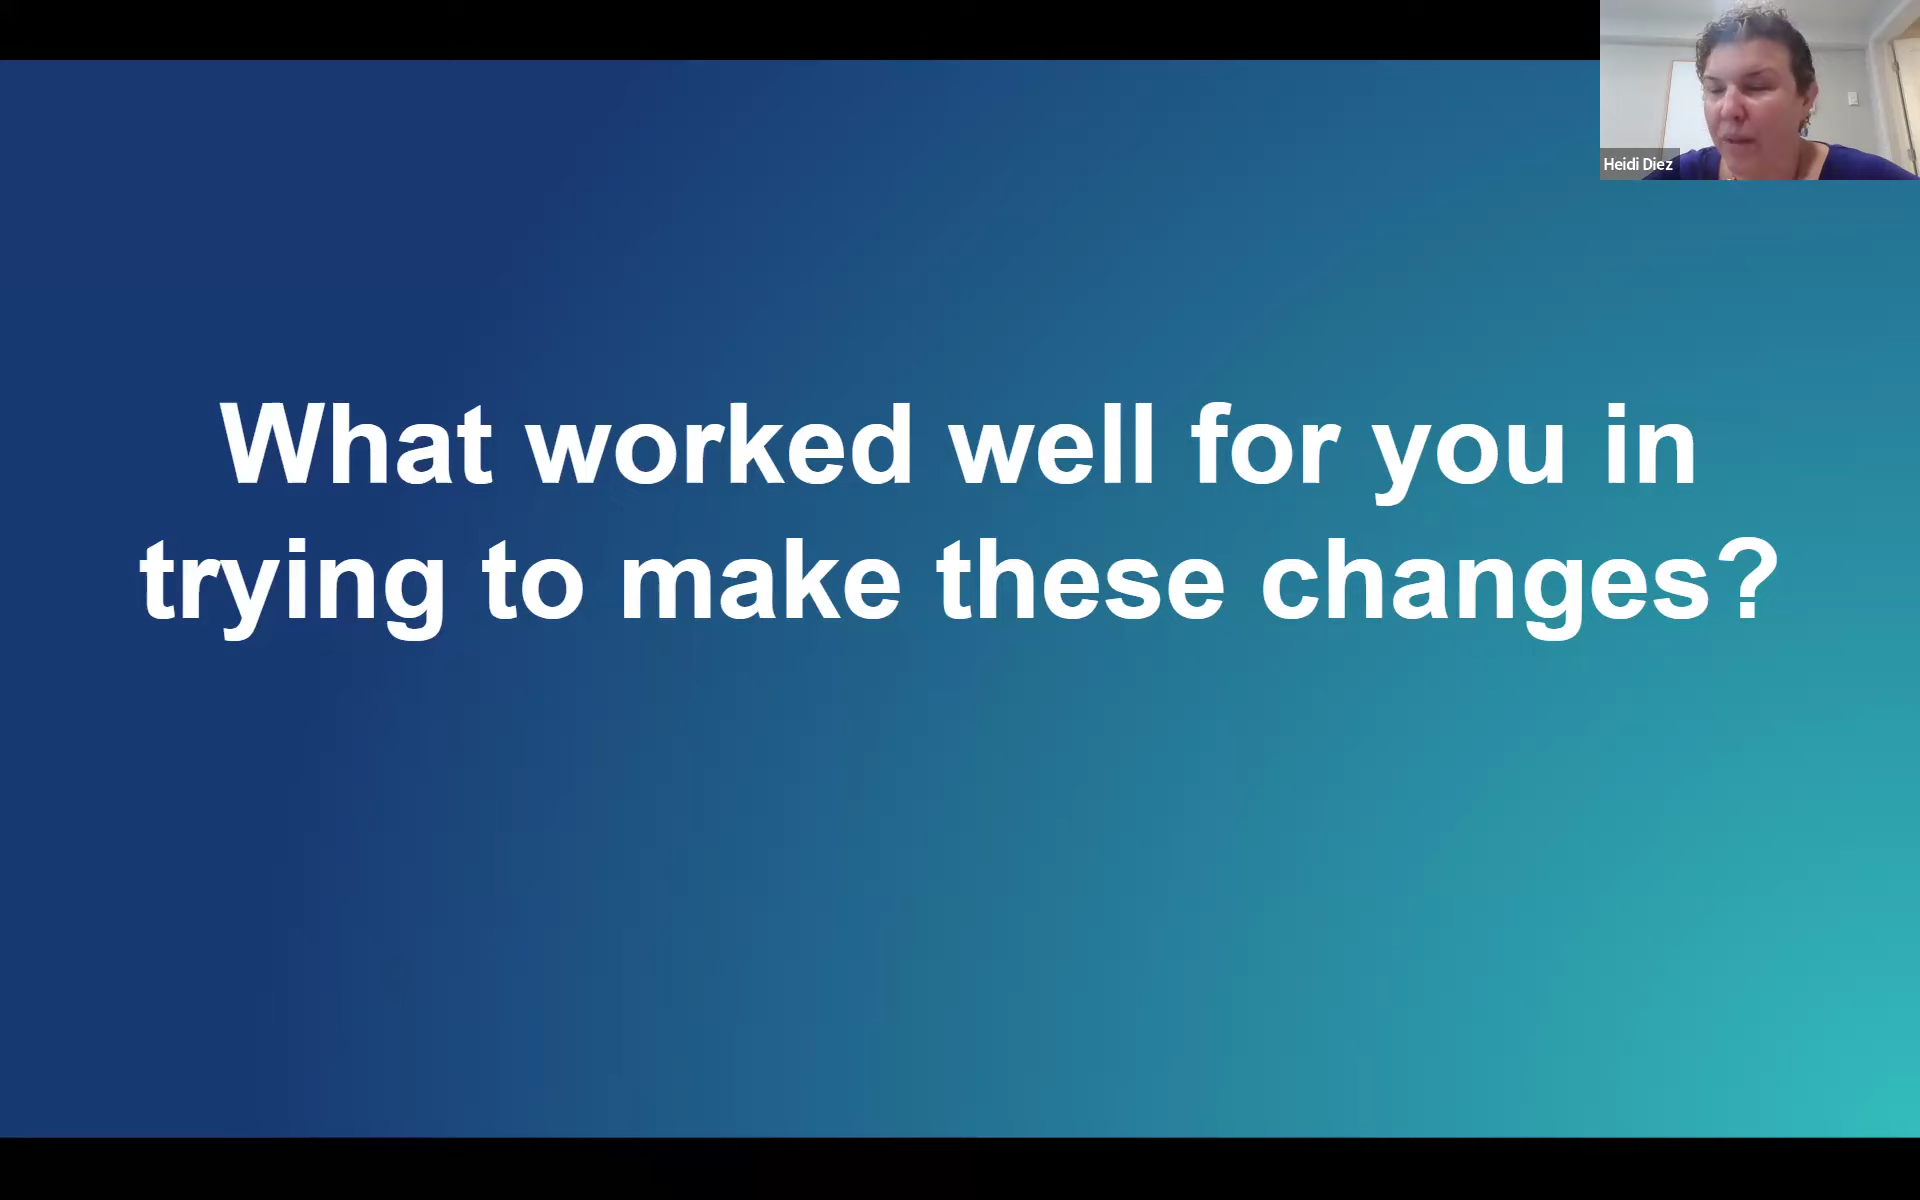 Heidi Diez
What worked well for you in
trying to make these changes?